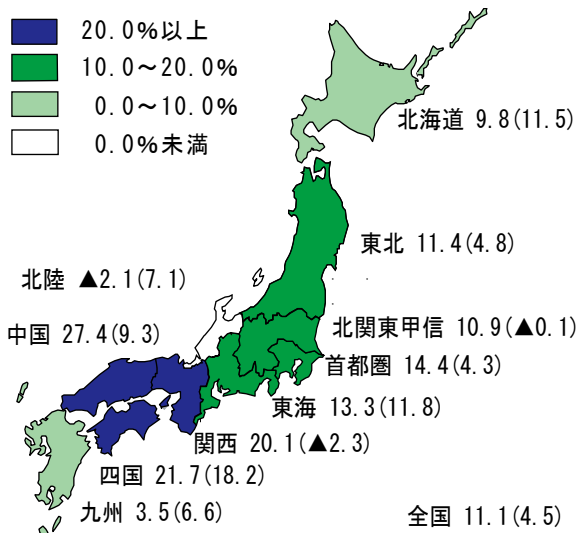 20.0%以上
10.0～20.0%
0.0～10.0%
0.0%未満
北海道 9.8(11.5)
東北 11.4(4.8)
北陸 ▲2.1(7.1)
中国 27.4(9.3)
北関東甲信 10.9(▲0.1)
首都圏 14.4(4.3)
東海 13.3(11.8)
関西 20.1(▲2.3)
四国 21.7(18.2)
九州 3.5(6.6)
全国 11.1(4.5)